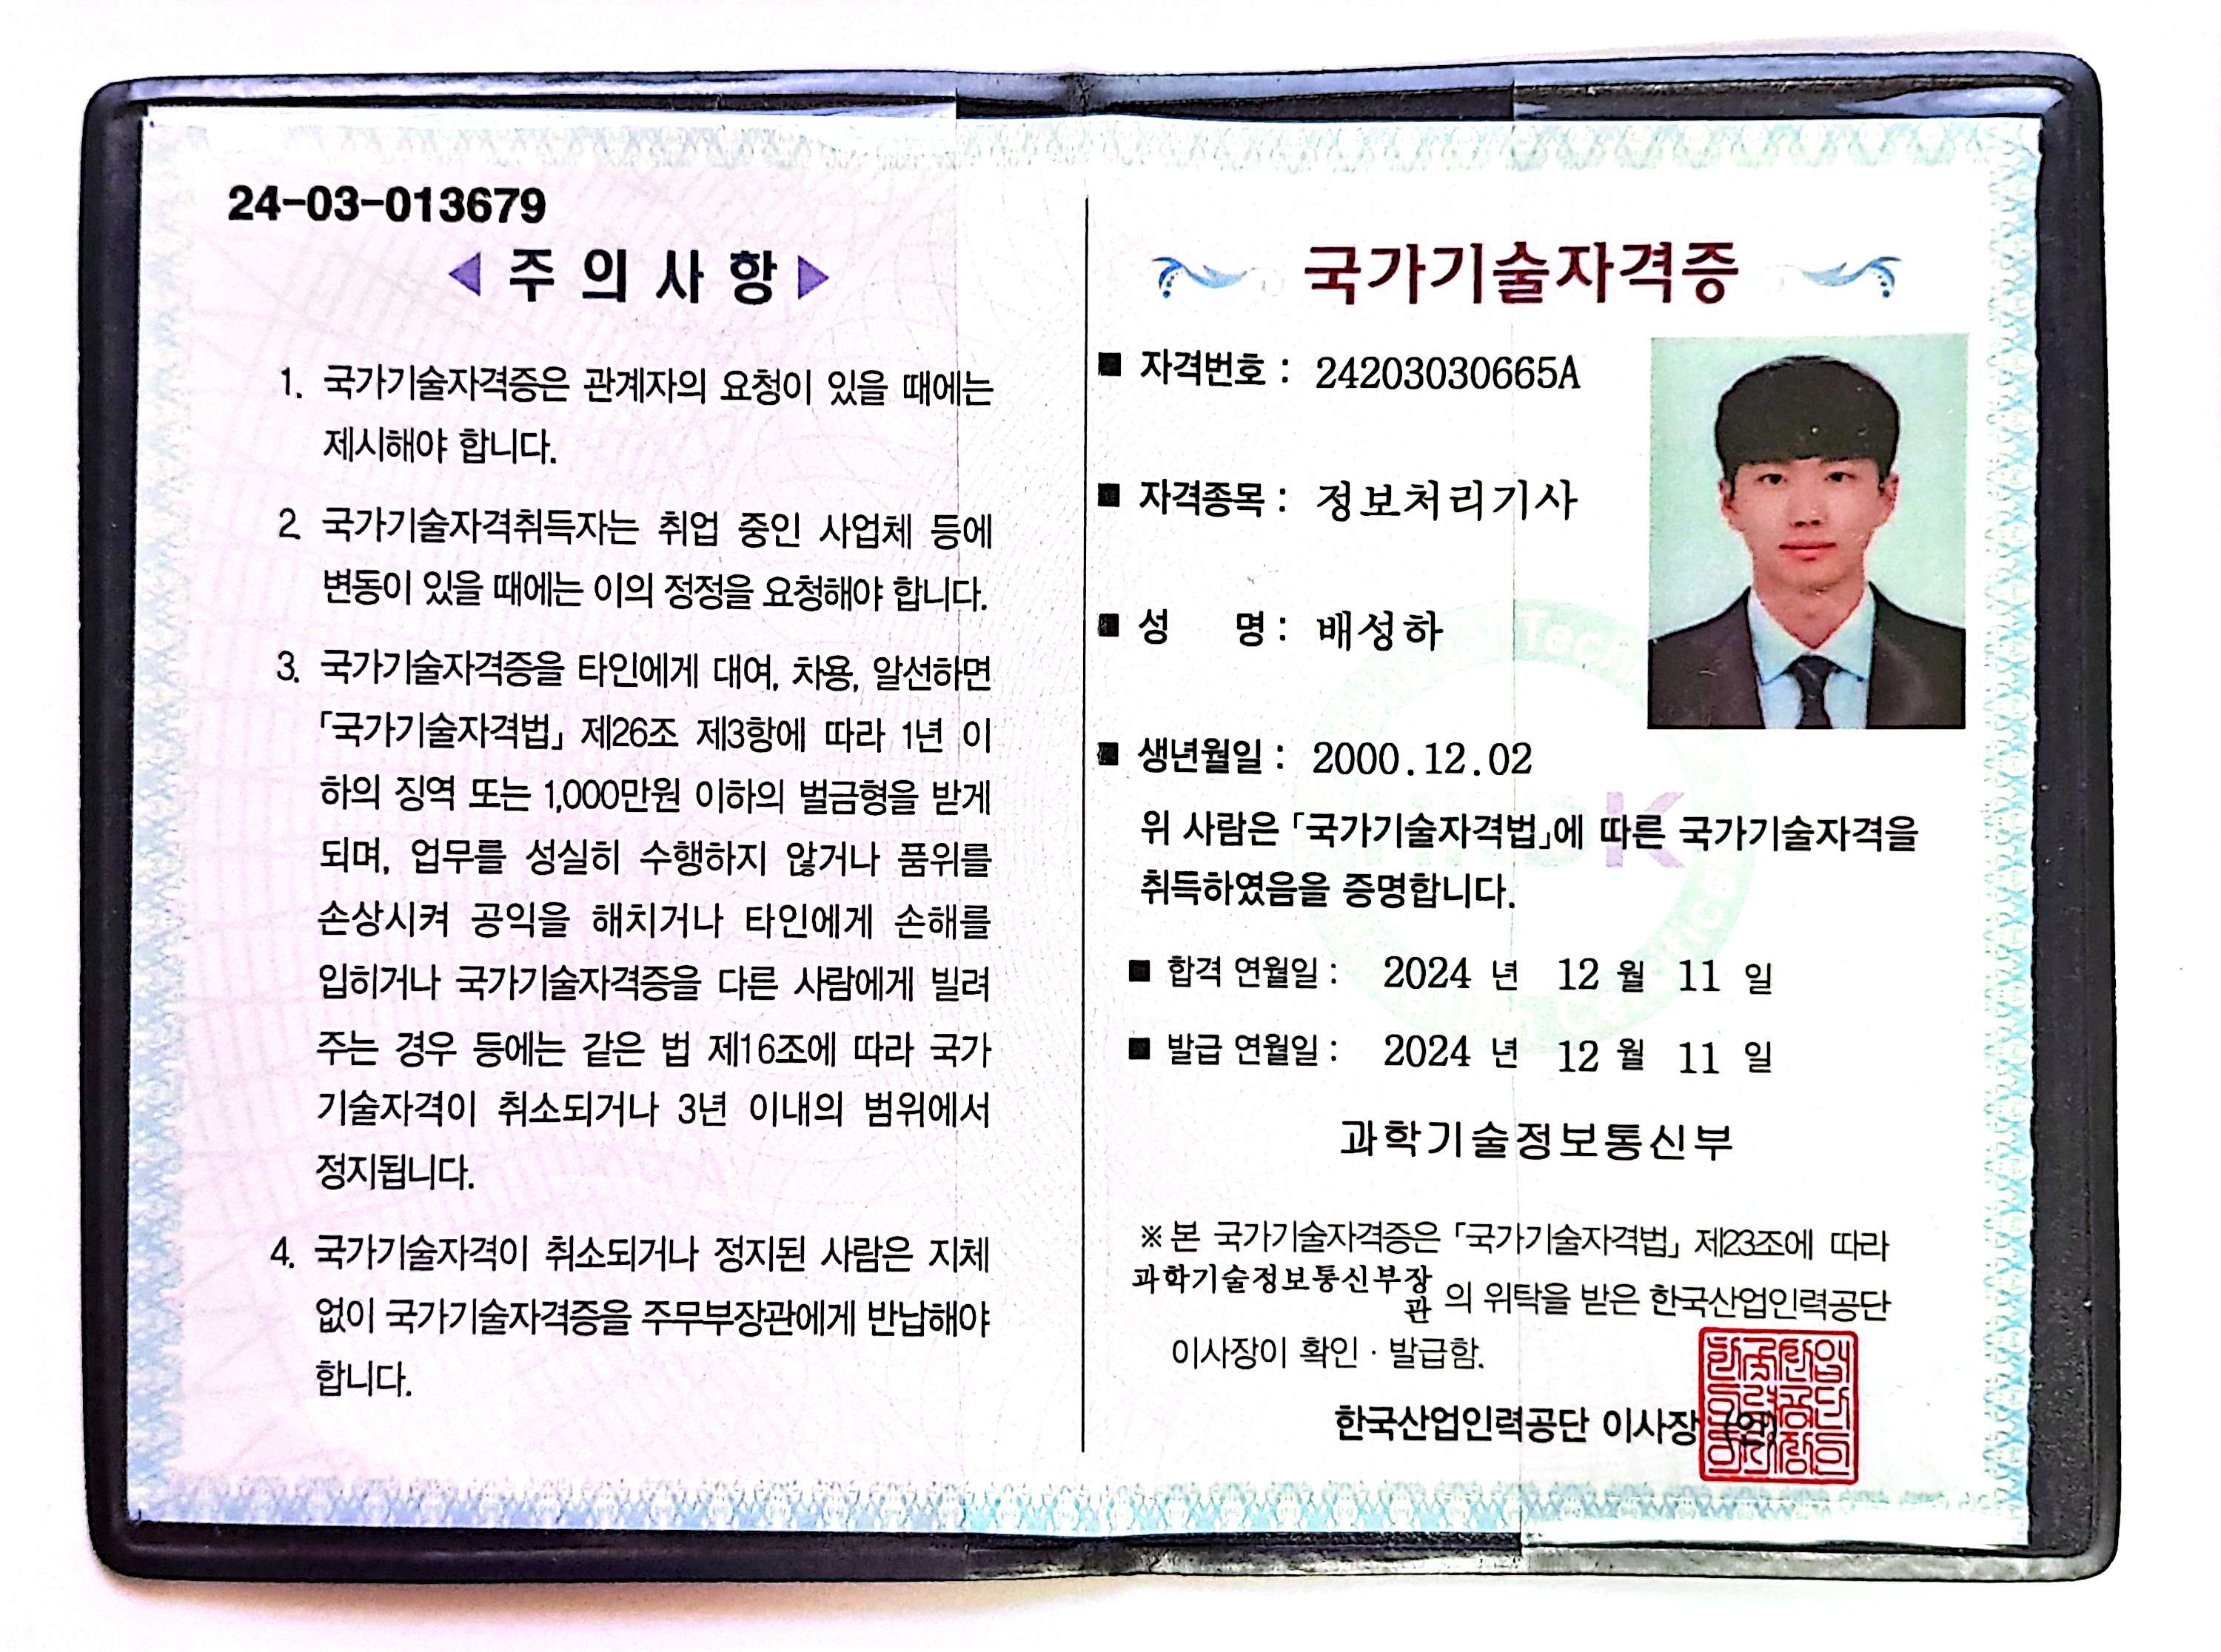 24-03-013679
주 의 사 항
1. 국가기술자격증은 관계자의 요청이 있을 때에는
제시해야 합니다.
2 국가기술자격취득자는 취업 중인 사업체 등에
변동이 있을 때에는 이의 정정을 요청해야 합니다.
3. 국가기술자격증을 타인에게 대여, 차용, 알선하면
「국가기술자격법」 제26조 제3항에 따라 1년 이
하의 징역 또는 1,000만원 이하의 벌금형을 받게
되며, 업무를 성실히 수행하지 않거나 품위를
손상시켜 공익을 해치거나 타인에게 손해를
입히거나 국가기술자격증을 다른 사람에게 빌려
주는 경우 등에는 같은 법 제16조에 따라 국가
기술자격이 취소되거나 3년 이내의 범위에서
정지됩니다.
4. 국가기술자격이 취소되거나 정지된 사람은 지체
없이 국가기술자격증을 주무부장관에게 반납해야
합니다.
국가기술자격증
■ 자격번호 : 24203030665A
■ 자격종목 : 정보처리기사
■ 성 명 : 배성하
■ 생년월일 : 2000.12.02
위 사람은 「국가기술자격법」에 따른 국가기술자격을
취득하였음을 증명합니다.
■ 합격 연월일 : 2024 년 12 월 11 일
■ 발급 연월일 : 2024 년 12 월 11 일
과학기술정보통신부
※ 본 국가기술자격증은 「국가기술자격법」 제23조에 따라
과학기술정보통신부장
관 의 위탁을 받은 한국산업인력공단
이사장이 확인 · 발급함.
한국산업인력공단 이사장 (인)